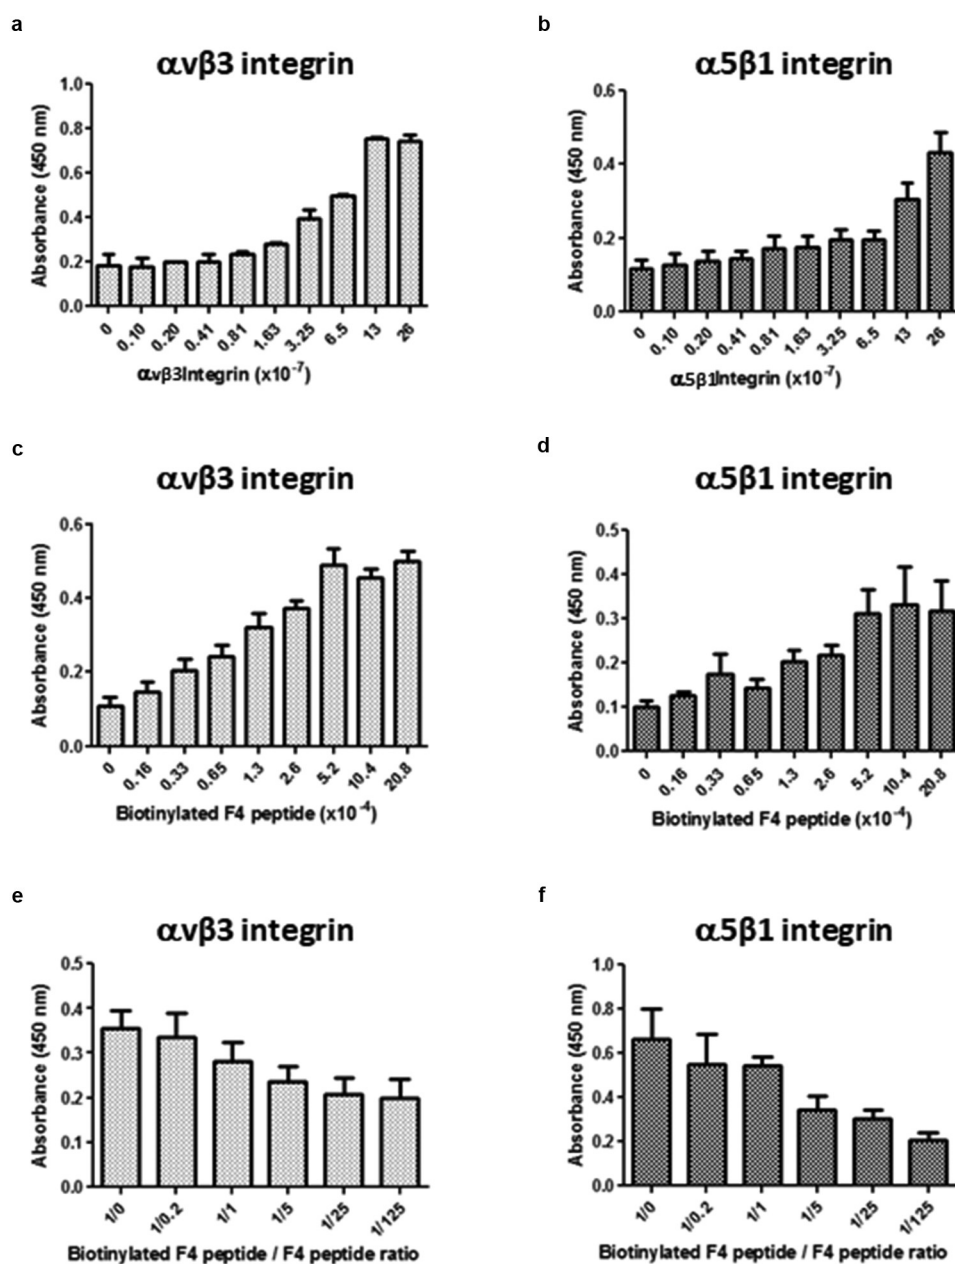 a
αvβ3 integrin
Absorbance (450 nm)
1.0
0.8
0.6
0.4
0.2
0.0
0 0.10 0.20 0.41 0.81 1.63 3.25 6.5 13 26
αvβ3Integrin (x10-7)
b
α5β1 integrin
Absorbance (450 nm)
0.6
0.4
0.2
0.0
0 0.10 0.20 0.41 0.81 1.63 3.25 6.5 13 26
α5β1Integrin (x10-7)
c
αvβ3 integrin
Absorbance (450 nm)
0.6
0.4
0.2
0.0
0 0.16 0.33 0.65 1.3 2.6 5.2 10.4 20.8
Biotinylated F4 peptide (x10-4)
d
α5β1 integrin
Absorbance (450 nm)
0.5
0.4
0.3
0.2
0.1
0.0
0 0.16 0.33 0.65 1.3 2.6 5.2 10.4 20.8
Biotinylated F4 peptide (x10-4)
e
αvβ3 integrin
Absorbance (450 nm)
0.5
0.4
0.3
0.2
0.1
0.0
1/0 1/0.2 1/1 1/5 1/25 1/125
Biotinylated F4 peptide / F4 peptide ratio
f
α5β1 integrin
Absorbance (450 nm)
1.0
0.8
0.6
0.4
0.2
0.0
1/0 1/0.2 1/1 1/5 1/25 1/125
Biotinylated F4 peptide / F4 peptide ratio